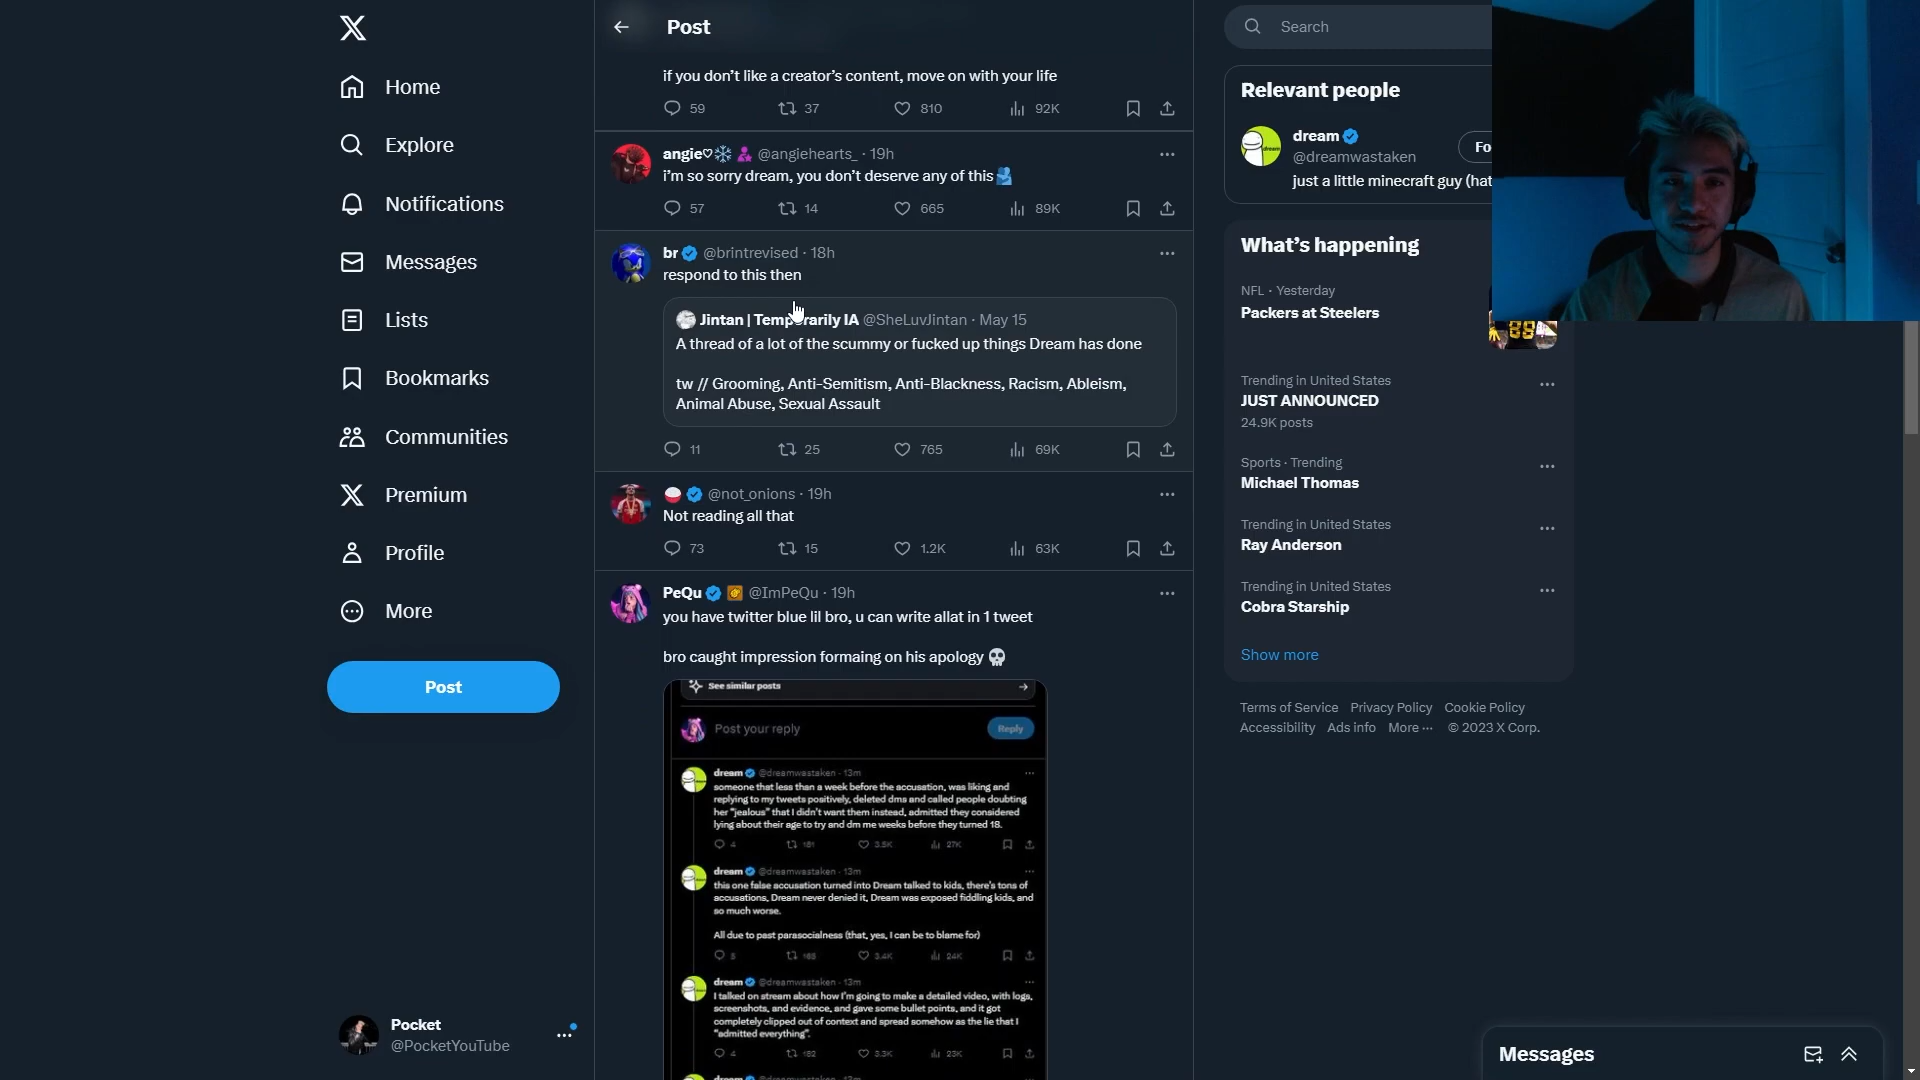 Home
Explore
Notifications
Messages
Lists
Bookmarks
Communities
Premium
Profile
More
Post
Pocket
@PocketYouTube
Post
if you don’t like a creator’s content, move on with your life
59 37 810 92K
angie @angiehearts_ · 19h
i’m so sorry dream, you don’t deserve any of this
57 14 665 89K
br @brintrevised · 18h
respond to this then
Jintan | Temporarily IA @SheLuvJintan · May 15
A thread of a lot of the scummy or fucked up things Dream has done
tw // Grooming, Anti-Semitism, Anti-Blackness, Racism, Ableism,
Animal Abuse, Sexual Assault
11 25 765 69K
@not_onions · 19h
Not reading all that
73 15 1.2K 63K
PeQu @ImPeQu · 19h
you have twitter blue lil bro, u can write allat in 1 tweet
bro caught impression formaing on his apology
See similar posts
Post your reply
Reply
dream @dreamwastaken · 13m
someone that less than a week before the accusation, was liking and
replying to my tweets positively, deleted dms and called people doubting
her “jealous” that I didn’t want them instead, admitted they considered
lying about their age to try and dm me weeks before they turned 18.
4 181 3.5K 27K
dream @dreamwastaken · 13m
this one false accusation turned into Dream talked to kids, there’s tons of
accusations, Dream never denied it, Dream was exposed fiddling kids, and
so much worse.
All due to past parasocialness (that, yes, I can be to blame for)
5 168 3.4K 24K
dream @dreamwastaken · 13m
I talked on stream about how I’m going to make a detailed video, with logs,
screenshots, and evidence, and gave some bullet points, and it got
completely clipped out of context and spread somehow as the lie that I
“admitted everything”.
4 182 3.3K 23K
dream @dreamwastaken · 13m
Search
Relevant people
dream
@dreamwastaken
Fo
just a little minecraft guy (hat
What’s happening
NFL · Yesterday
Packers at Steelers
Trending in United States
JUST ANNOUNCED
24.9K posts
Sports · Trending
Michael Thomas
Trending in United States
Ray Anderson
Trending in United States
Cobra Starship
Show more
Terms of Service Privacy Policy Cookie Policy
Accessibility Ads info More ··· © 2023 X Corp.
Messages